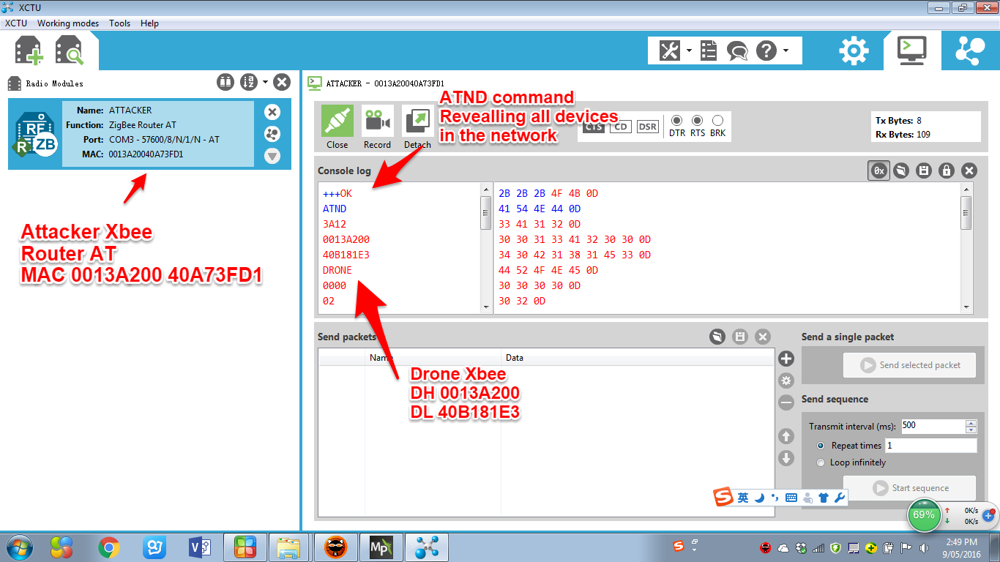 XCTU
XCTU Working modes Tools Help
Radio Modules
Name: ATTACKER
Function: ZigBee Router AT
Port: COM3 - 57600/8/N/1/N - AT
MAC: 0013A20040A73FD1
RF
R
ZB
Attacker Xbee
Router AT
MAC 0013A200 40A73FD1
ATTACKER - 0013A20040A73FD1
ATND command
Revealling all devices
in the network
Close Record Detach
CTS CD DSR
DTR RTS BRK
Tx Bytes: 8
Rx Bytes: 109
Console log
0x
+++OK 2B 2B 2B 4F 4B 0D
ATND 41 54 4E 44 0D
3A12 33 41 31 32 0D
0013A200 30 30 31 33 41 32 30 30 0D
40B181E3 34 30 42 31 38 31 45 33 0D
DRONE 44 52 4F 4E 45 0D
0000 30 30 30 30 0D
02 30 32 0D
Send packets
Name Data
Drone Xbee
DH 0013A200
DL 40B181E3
Send a single packet
Send selected packet
Send sequence
Transmit interval (ms): 500
Repeat times 1
Loop infinitely
Start sequence
S 英
69% 0K/s
0K/s
Mp
S
2:49 PM
9/05/2016